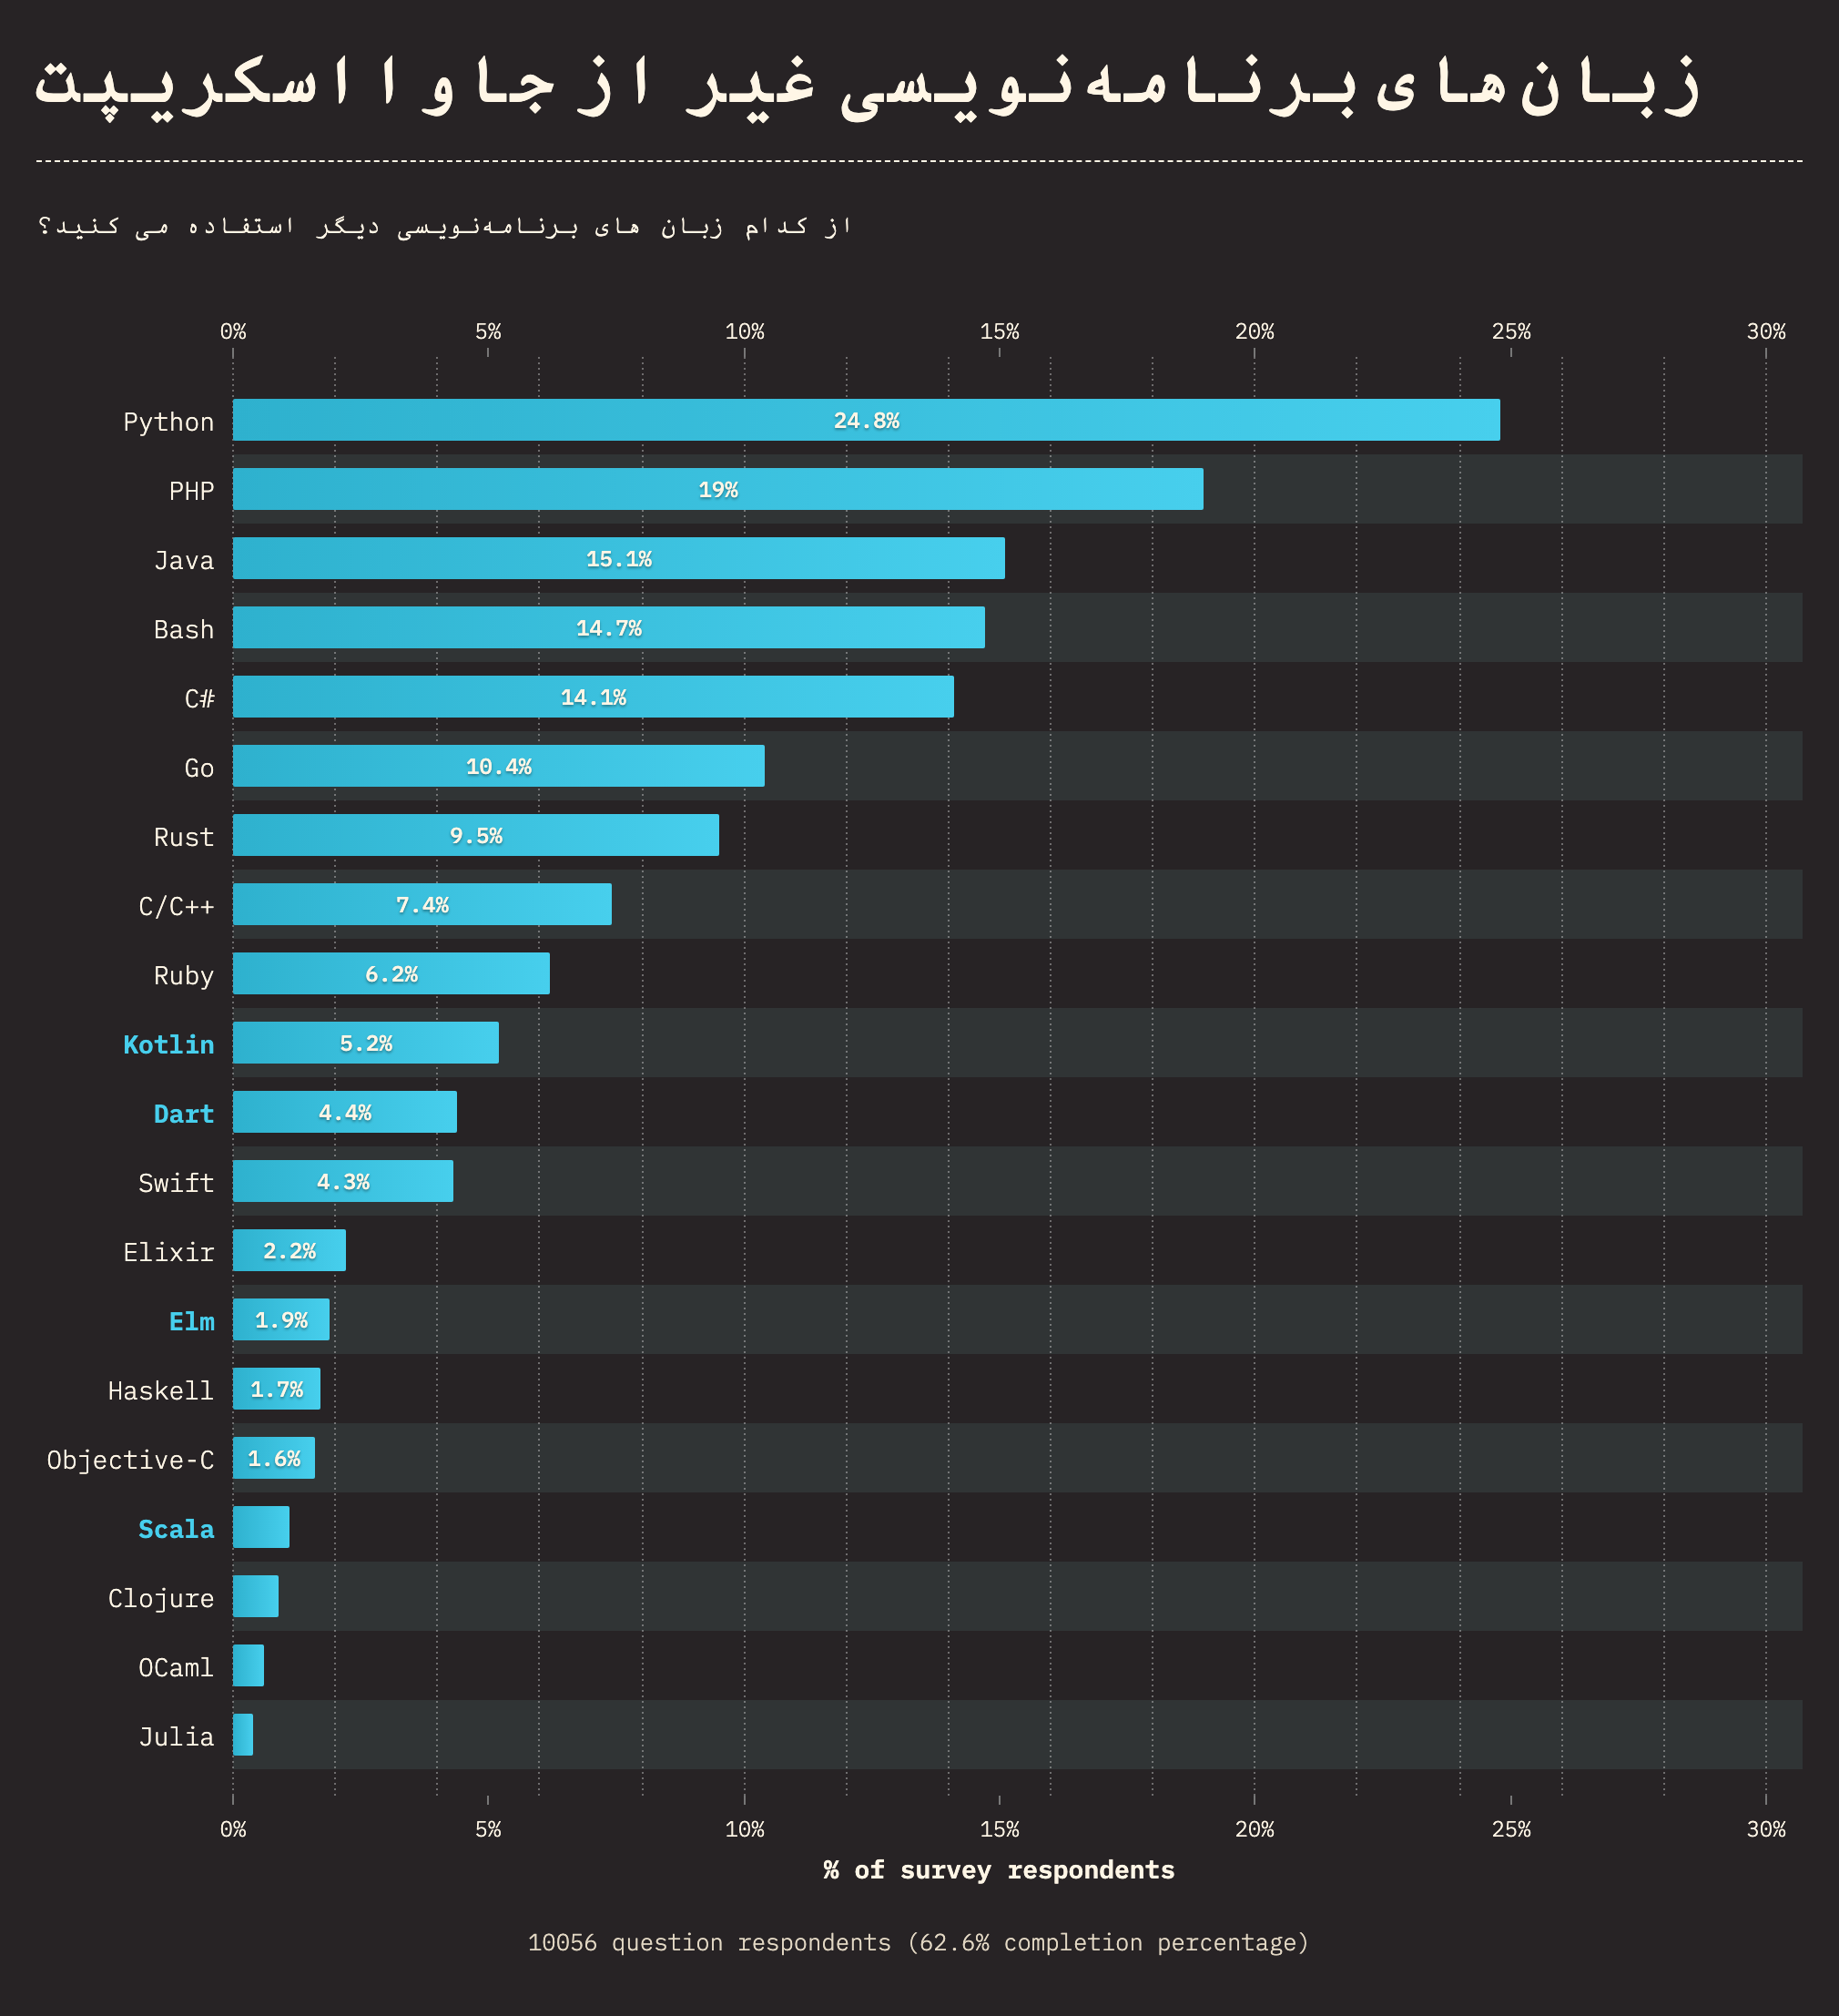 زبان‌های برنامه‌نویسی غیر از جاوا اسکریپت
از کدام زبان های برنامه‌نویسی دیگر استفاده می کنید؟
0% 5% 10% 15% 20% 25% 30%
Python 24.8%
PHP 19%
Java 15.1%
Bash 14.7%
C# 14.1%
Go 10.4%
Rust 9.5%
C/C++ 7.4%
Ruby 6.2%
Kotlin 5.2%
Dart 4.4%
Swift 4.3%
Elixir 2.2%
Elm 1.9%
Haskell 1.7%
Objective-C 1.6%
Scala
Clojure
OCaml
Julia
0% 5% 10% 15% 20% 25% 30%
% of survey respondents
10056 question respondents (62.6% completion percentage)